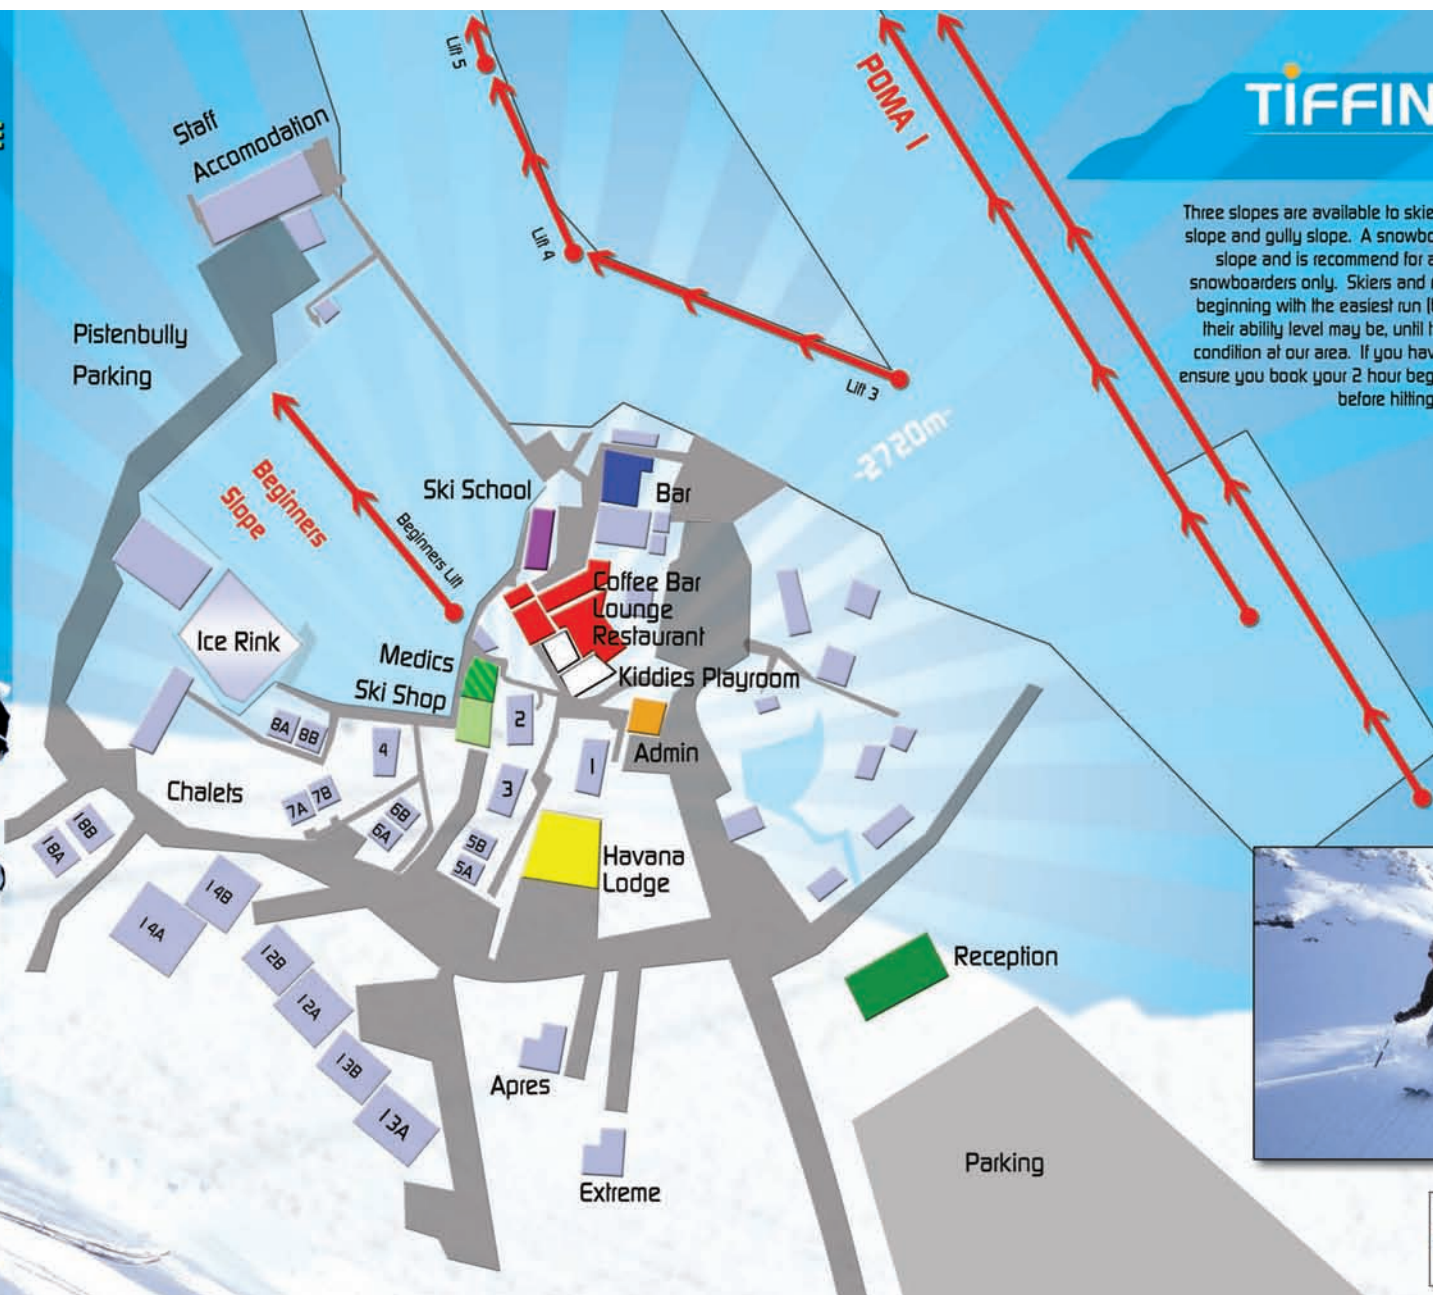 Lift 5
POMA 1
TIFFIN
Staff
Accomodation
Lift 4
Three slopes are available to skie
slope and gully slope. A snowbo
slope and is recommend for a
snowboarders only. Skiers and
beginning with the easiest run
their ability level may be, until
condition at our area. If you hav
ensure you book your 2 hour beg
before hitting
Pistenbully
Parking
Lift 3
-2720m-
Beginners
Slope
Beginners Lift
Ski School
Bar
Coffee Bar
Lounge
Restaurant
Kiddies Playroom
Ice Rink
Medics
Ski Shop
8A
8B
4
2
1
3
Admin
Chalets
7A
7B
6B
6A
5B
5A
18B
18A
Havana
Lodge
14B
14A
12B
12A
13B
13A
Reception
Apres
Extreme
Parking